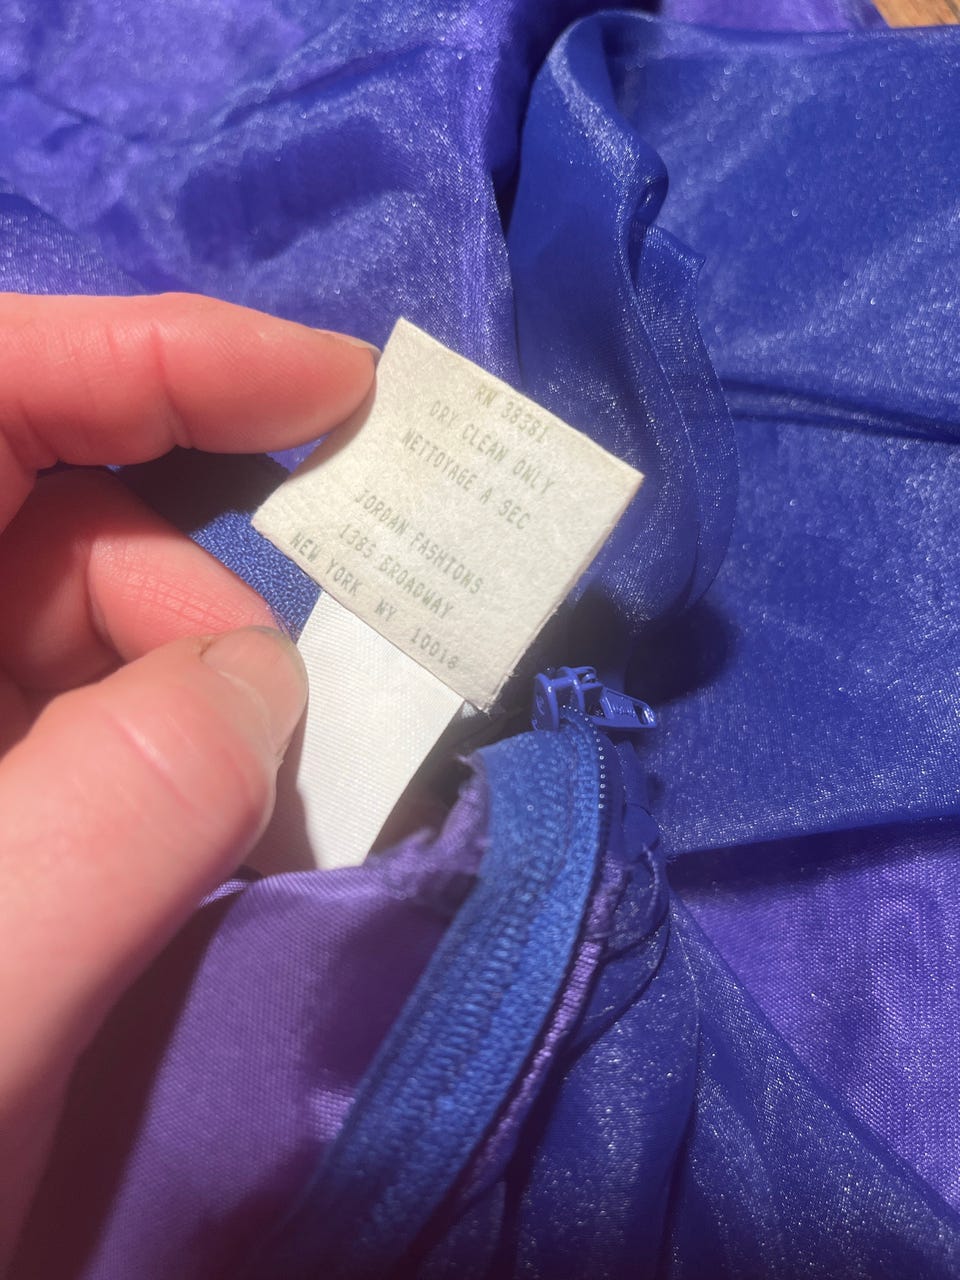 RN 38381
DRY CLEAN ONLY
NETTOYAGE A SEC
JORDAN FASHIONS
1385 BROADWAY
NEW YORK NY 10018